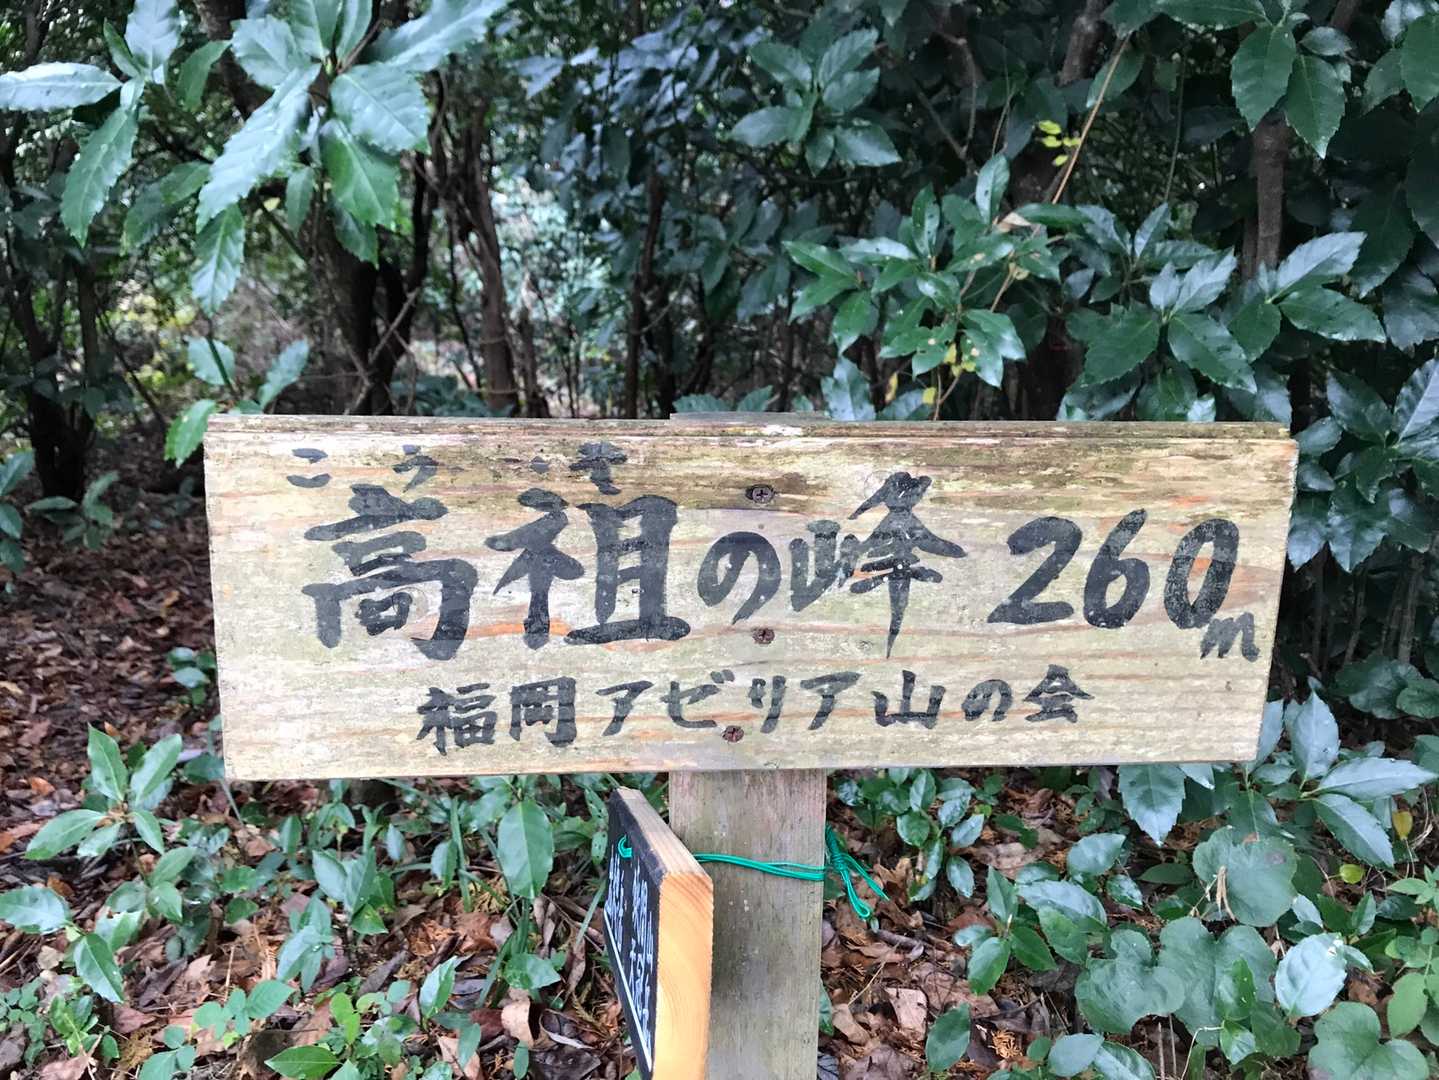 こう そ
高祖の峰 260m
福岡アゼリア山の会